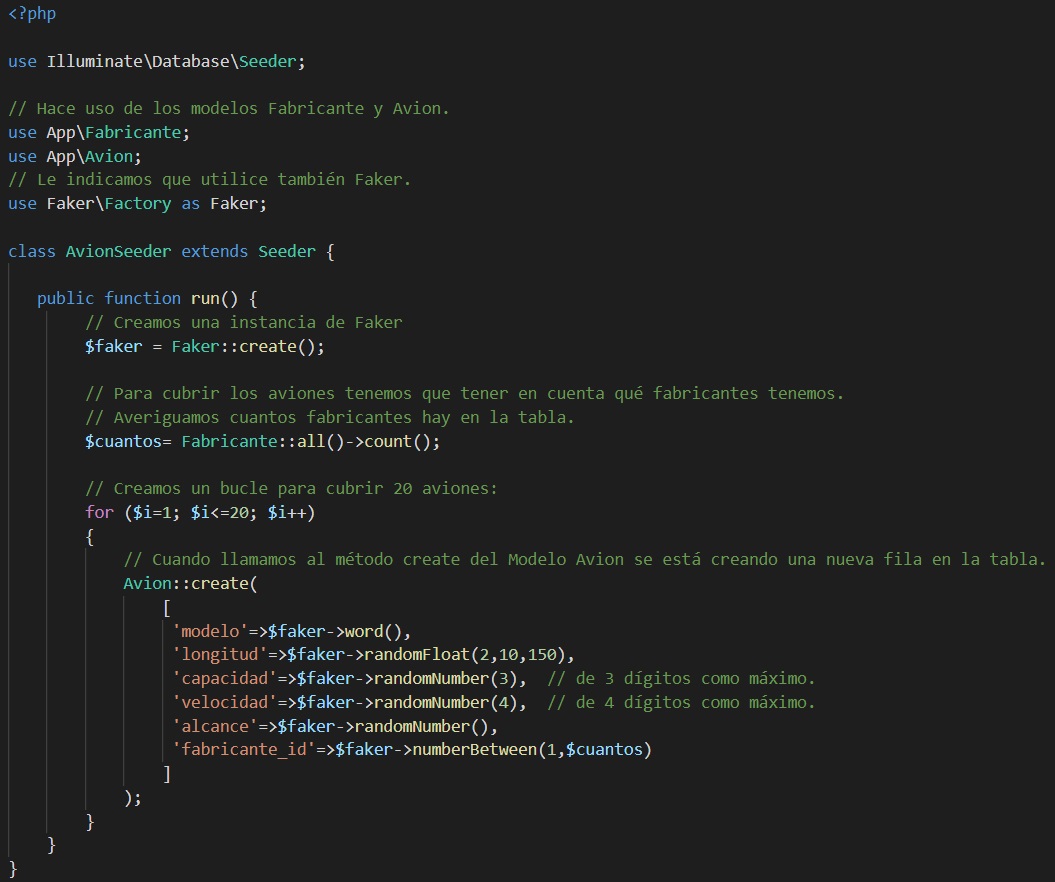 <?php
use Illuminate\Database\Seeder;
// Hace uso de los modelos Fabricante y Avion.
use App\Fabricante;
use App\Avion;
// Le indicamos que utilice también Faker.
use Faker\Factory as Faker;
class AvionSeeder extends Seeder {
public function run() {
// Creamos una instancia de Faker
$faker = Faker::create();
// Para cubrir los aviones tenemos que tener en cuenta qué fabricantes tenemos.
// Averiguamos cuantos fabricantes hay en la tabla.
$cuantos= Fabricante::all()->count();
// Creamos un bucle para cubrir 20 aviones:
for ($i=1; $i<=20; $i++)
{
// Cuando llamamos al método create del Modelo Avion se está creando una nueva fila en la tabla.
Avion::create(
[
'modelo'=>$faker->word(),
'longitud'=>$faker->randomFloat(2,10,150),
'capacidad'=>$faker->randomNumber(3), // de 3 dígitos como máximo.
'velocidad'=>$faker->randomNumber(4), // de 4 dígitos como máximo.
'alcance'=>$faker->randomNumber(),
'fabricante_id'=>$faker->numberBetween(1,$cuantos)
]
);
}
}
}